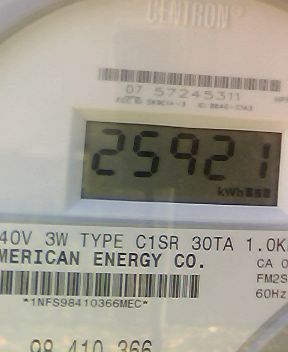 CENTRON
07 57245311
25921
kWh
40V 3W TYPE C1SR 30TA 1.0K
MERICAN ENERGY CO.
CA 0
FM2S
60Hz
*1NFS98410366MEC*
98 410 366